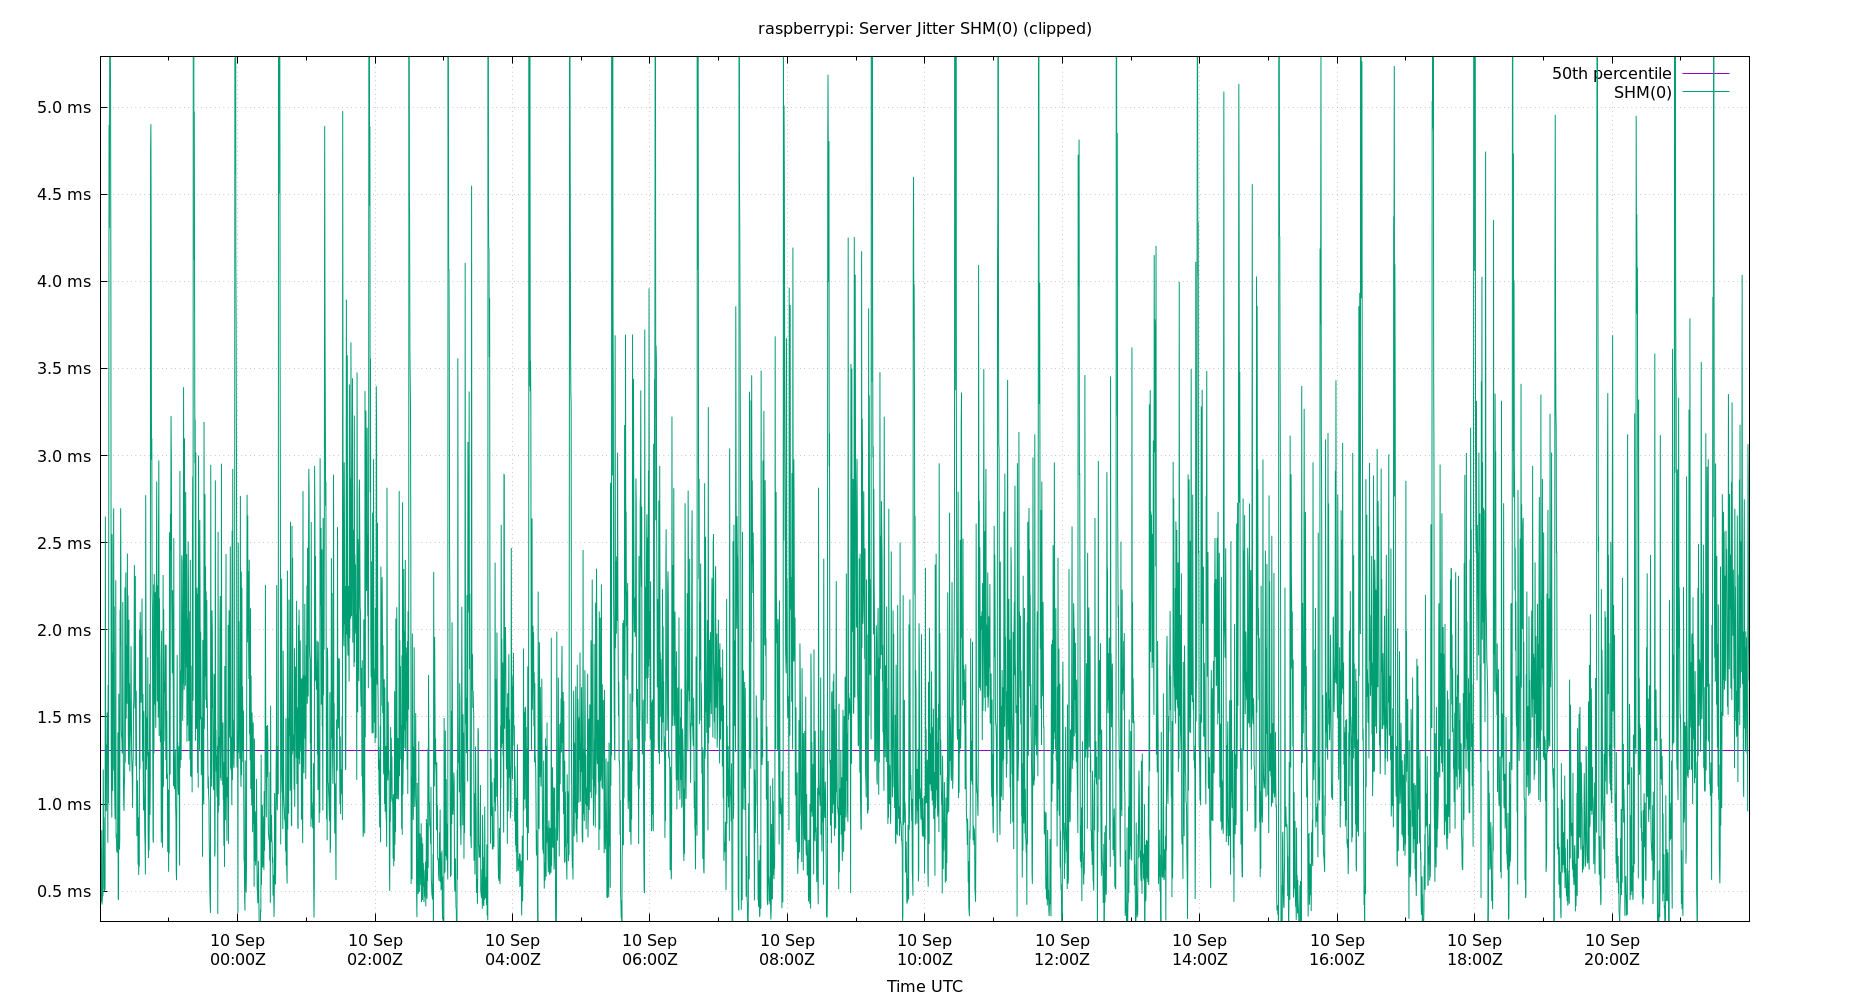 raspberrypi: Server Jitter SHM(0) (clipped)
50th percentile
SHM(0)
5.0 ms
4.5 ms
4.0 ms
3.5 ms
3.0 ms
2.5 ms
2.0 ms
1.5 ms
1.0 ms
0.5 ms
10 Sep 10 Sep 10 Sep 10 Sep 10 Sep 10 Sep 10 Sep 10 Sep 10 Sep 10 Sep 10 Sep
00:00Z 02:00Z 04:00Z 06:00Z 08:00Z 10:00Z 12:00Z 14:00Z 16:00Z 18:00Z 20:00Z
Time UTC